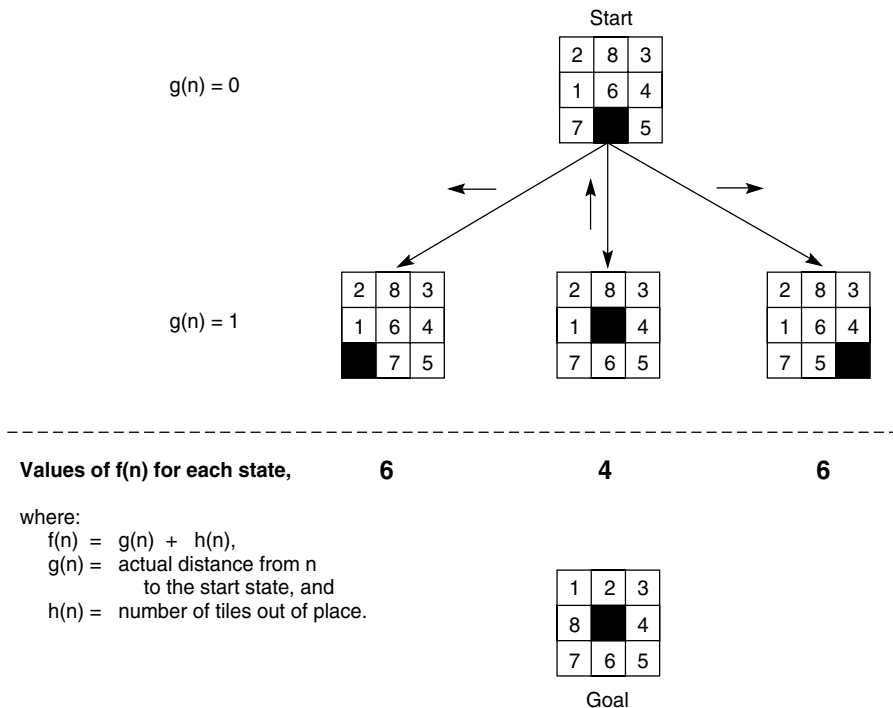 Start
2 8 3
g(n) = 0
1 6 4
7 5
2 8 3 2 8 3 2 8 3
g(n) = 1
1 6 4 1 4 1 6 4
7 5 7 6 5 7 5
Values of f(n) for each state, 6 4 6
where:
f(n) = g(n) + h(n),
g(n) = actual distance from n
to the start state, and
h(n) = number of tiles out of place.
1 2 3
8 4
7 6 5
Goal